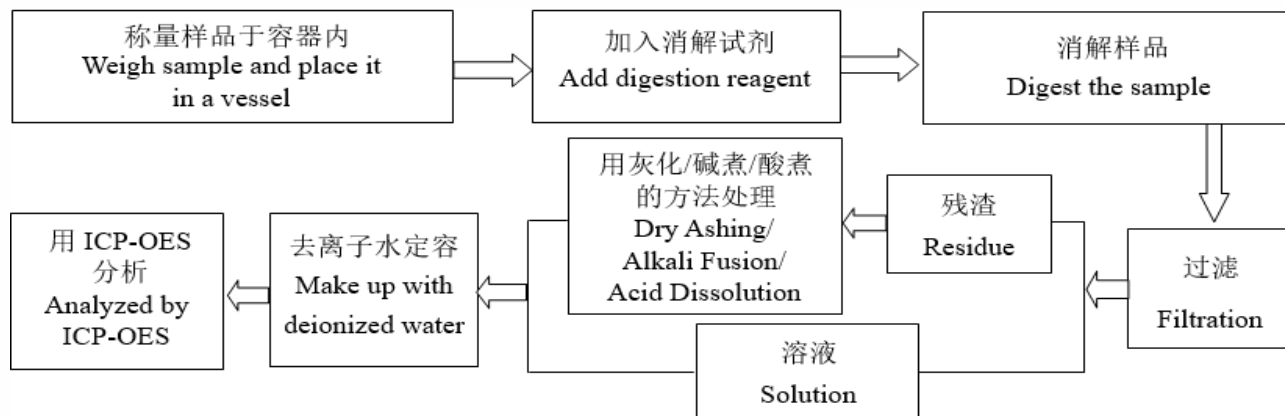 称量样品于容器内
Weigh sample and place it
in a vessel
加入消解试剂
Add digestion reagent
消解样品
Digest the sample
过滤
Filtration
残渣
Residue
用灰化/碱煮/酸煮
的方法处理
Dry Ashing/
Alkali Fusion/
Acid Dissolution
溶液
Solution
去离子水定容
Make up with
deionized water
用 ICP-OES
分析
Analyzed by
ICP-OES